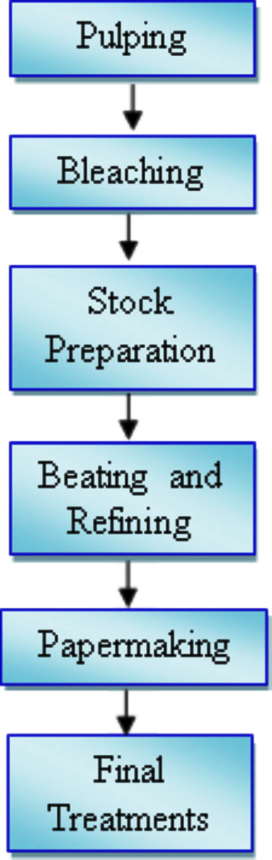 Pulping
Bleaching
Stock
Preparation
Beating and
Refining
Papermaking
Final
Treatments